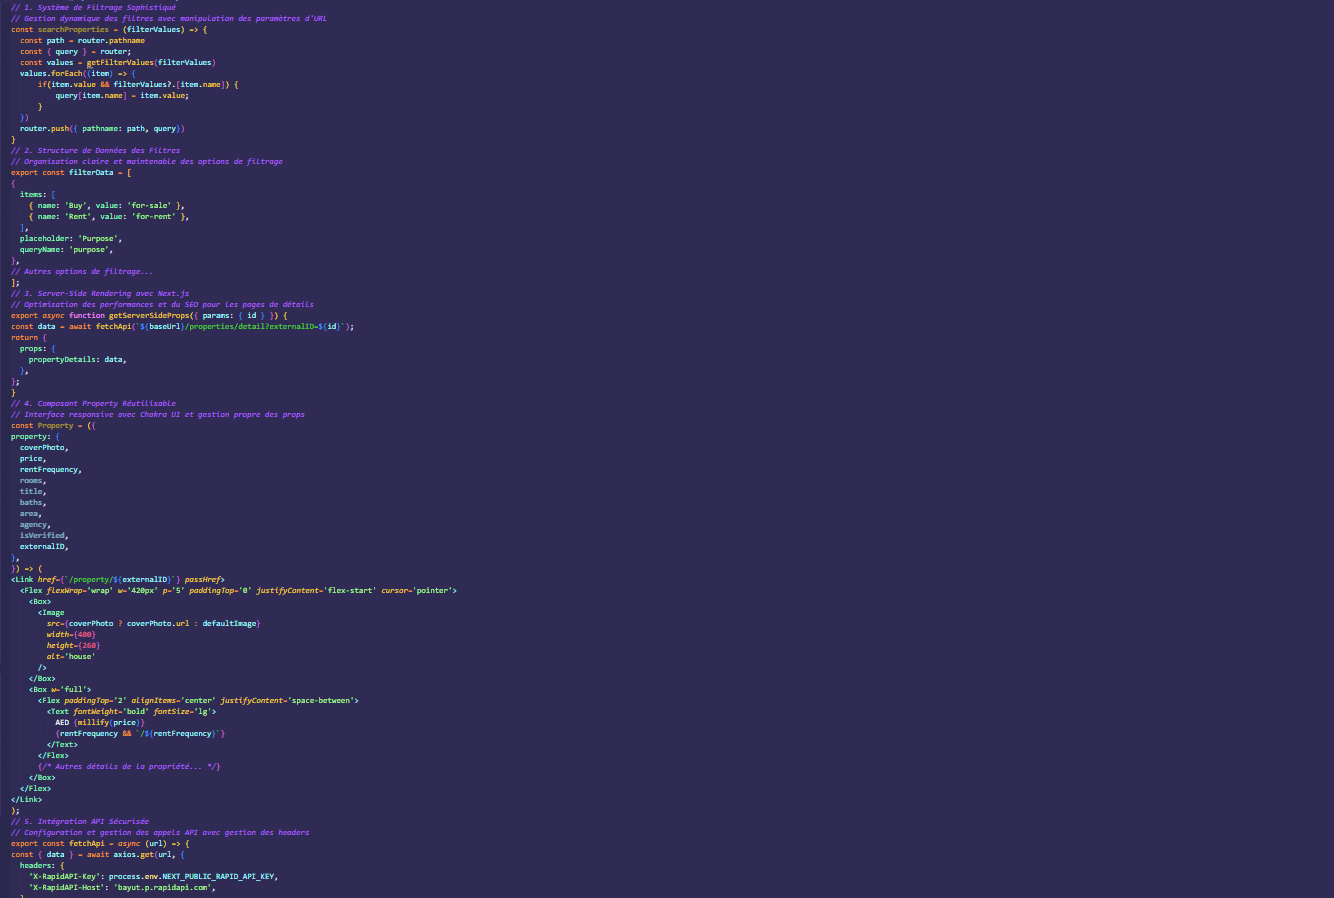 // 1. Système de Filtrage Sophistiqué
// Gestion dynamique des filtres avec manipulation des paramètres d'URL
const searchProperties = (filterValues) => {
  const path = router.pathname
  const { query } = router;
  const values = getFilterValues(filterValues)
  values.forEach((item) => {
      if(item.value && filterValues?.[item.name]) {
          query[item.name] = item.value;
      }
  })
  router.push({ pathname: path, query})
}
// 2. Structure de Données des Filtres
// Organisation claire et maintenable des options de filtrage
export const filterData = [
{
  items: [
    { name: 'Buy', value: 'for-sale' },
    { name: 'Rent', value: 'for-rent' },
  ],
  placeholder: 'Purpose',
  queryName: 'purpose',
},
// Autres options de filtrage...
];
// 3. Server-Side Rendering avec Next.js
// Optimisation des performances et du SEO pour les pages de détails
export async function getServerSideProps({ params: { id } }) {
const data = await fetchApi(`${baseUrl}/properties/detail?externalID=${id}`);
return {
  props: {
    propertyDetails: data,
  },
};
}
// 4. Composant Property Réutilisable
// Interface responsive avec Chakra UI et gestion propre des props
const Property = ({
property: {
  coverPhoto,
  price,
  rentFrequency,
  rooms,
  title,
  baths,
  area,
  agency,
  isVerified,
  externalID,
},
}) => (
<Link href={`/property/${externalID}`} passHref>
  <Flex flexWrap='wrap' w='420px' p='5' paddingTop='0' justifyContent='flex-start' cursor='pointer'>
    <Box>
      <Image
        src={coverPhoto ? coverPhoto.url : defaultImage}
        width={400}
        height={260}
        alt='house'
      />
    </Box>
    <Box w='full'>
      <Flex paddingTop='2' alignItems='center' justifyContent='space-between'>
        <Text fontWeight='bold' fontSize='lg'>
          AED {millify(price)}
          {rentFrequency && `/${rentFrequency}`}
        </Text>
      </Flex>
      {/* Autres détails de la propriété... */}
    </Box>
  </Flex>
</Link>
);
// 5. Intégration API Sécurisée
// Configuration et gestion des appels API avec gestion des headers
export const fetchApi = async (url) => {
const { data } = await axios.get(url, {
  headers: {
    'X-RapidAPI-Key': process.env.NEXT_PUBLIC_RAPID_API_KEY,
    'X-RapidAPI-Host': 'bayut.p.rapidapi.com',